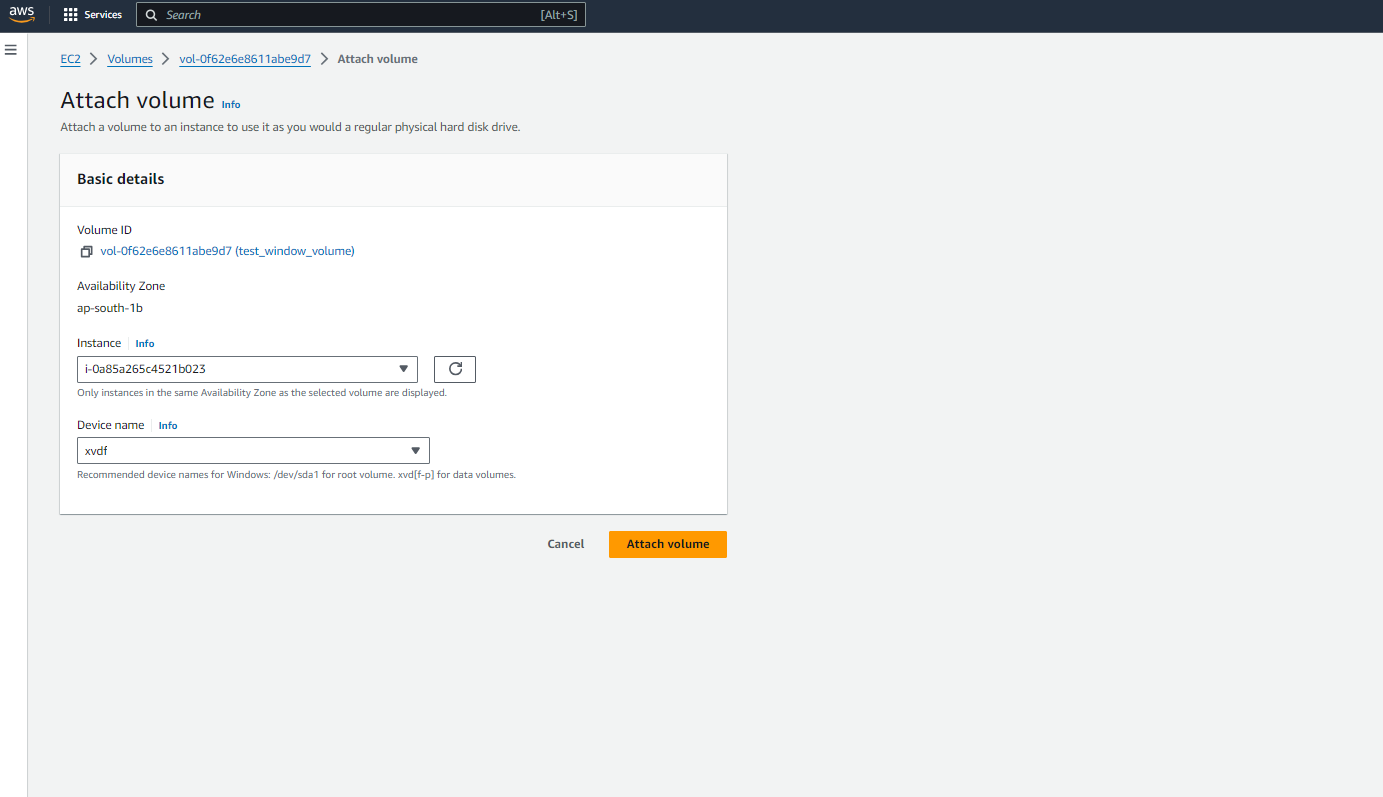 aws Services Search [Alt+S]
EC2 Volumes vol-0f62e6e8611abe9d7 Attach volume
Attach volume Info
Attach a volume to an instance to use it as you would a regular physical hard disk drive.
Basic details
Volume ID
vol-0f62e6e8611abe9d7 (test_window_volume)
Availability Zone
ap-south-1b
Instance Info
i-0a85a265c4521b023
Only instances in the same Availability Zone as the selected volume are displayed.
Device name Info
xvdf
Recommended device names for Windows: /dev/sda1 for root volume. xvd[f-p] for data volumes.
Cancel Attach volume